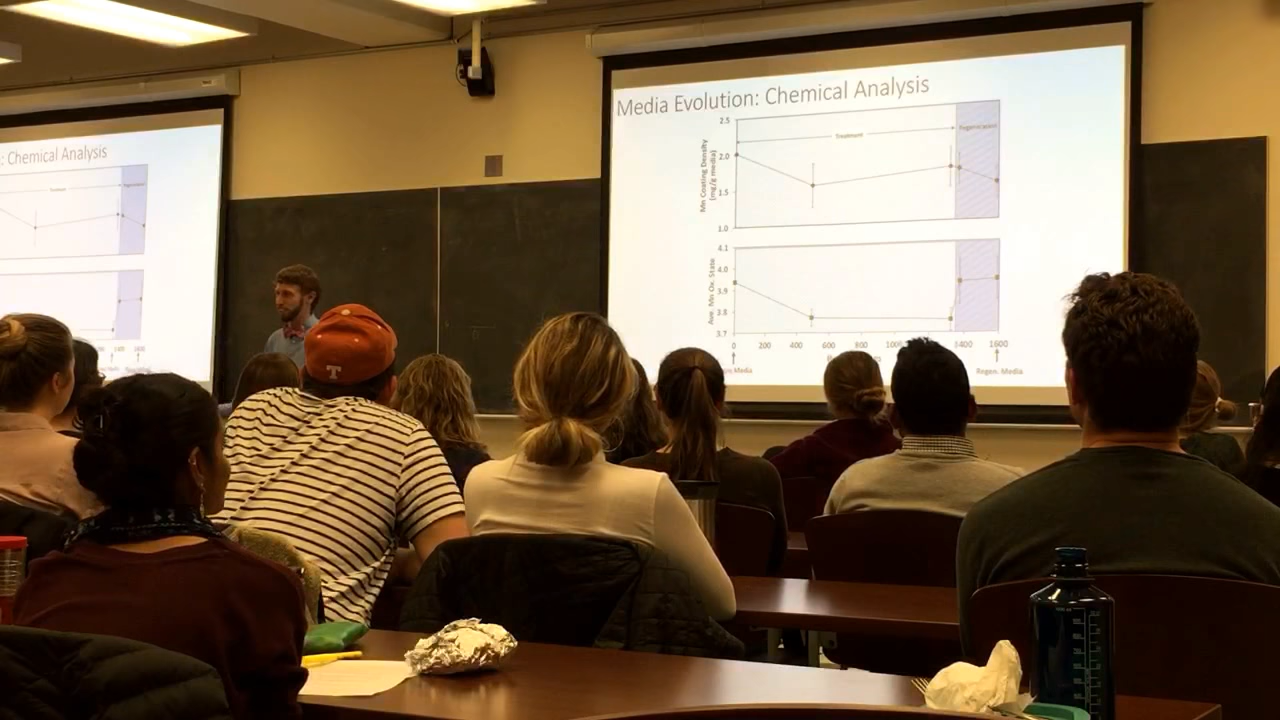 Media Evolution: Chemical Analysis
: Chemical Analysis
2.5
Treatment
Regeneration
2.0
1.5
1.0
Mn Coating Density
(mg/g media)
4.1
4.0
3.9
3.8
3.7
Ave. Mn Ox. State
0 200 400 600 800 1000 1400 1600
Media
Regen. Media
T